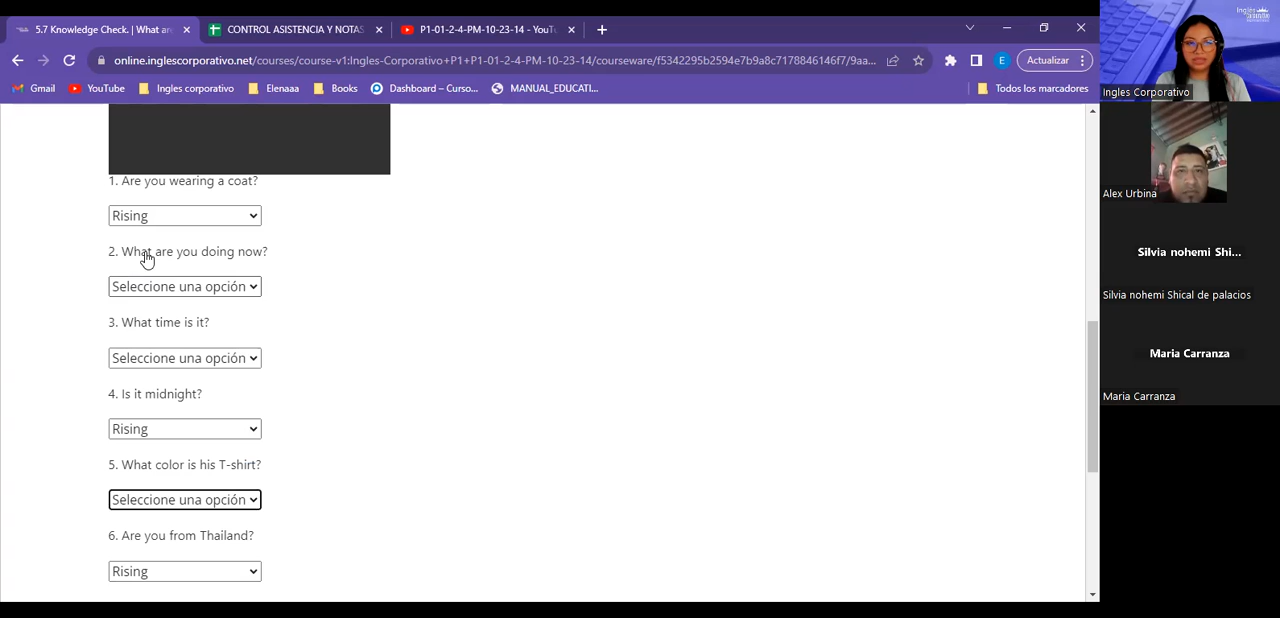 5.7 Knowledge Check. | What are
CONTROL ASISTENCIA Y NOTAS
P1-01-2-4-PM-10-23-14 - YouTu
online.inglescorporativo.net/courses/course-v1:Ingles-Corporativo+P1+P1-01-2-4-PM-10-23-14/courseware/f5342295b2594e7b9a8c7178846146f7/9aa...
E
Actualizar
Gmail
YouTube
Ingles corporativo
Elenaaa
Books
Dashboard – Curso...
MANUAL_EDUCATI...
Todos los marcadores
1. Are you wearing a coat?
Rising
2. What are you doing now?
Seleccione una opción
3. What time is it?
Seleccione una opción
4. Is it midnight?
Rising
5. What color is his T-shirt?
Seleccione una opción
6. Are you from Thailand?
Rising
Ingles
Ingles Corporativo
Alex Urbina
Silvia nohemi Shi...
Silvia nohemi Shical de palacios
Maria Carranza
Maria Carranza